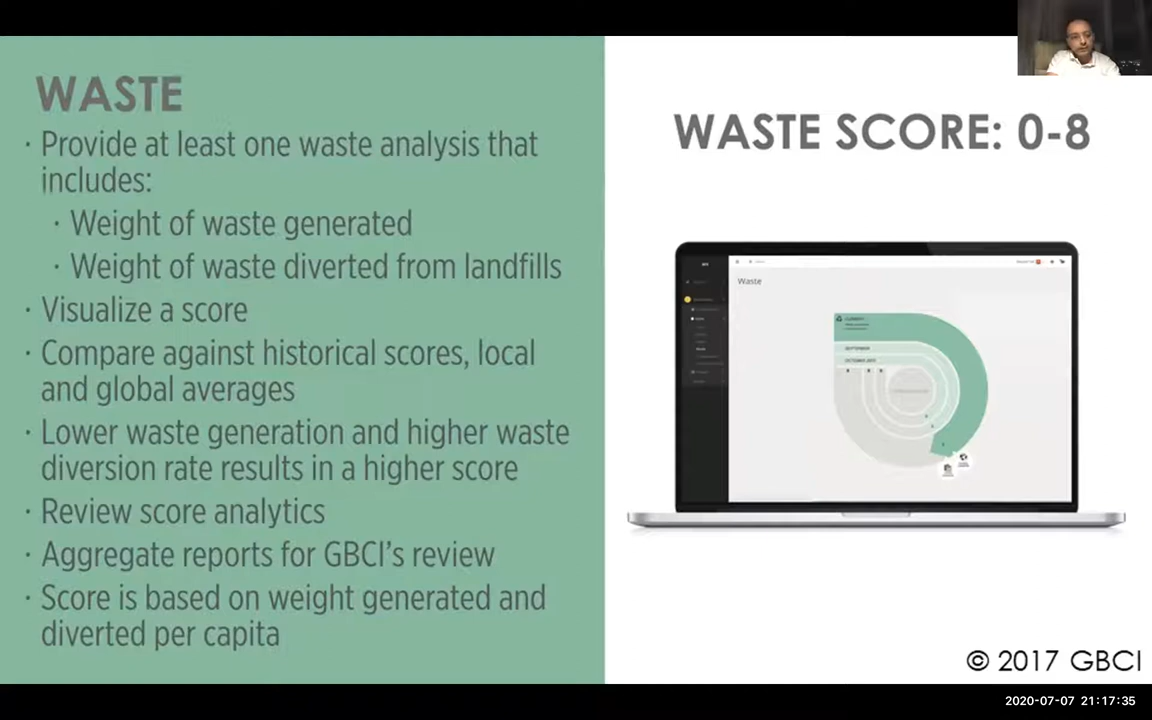 WASTE
· Provide at least one waste analysis that
includes:
· Weight of waste generated
· Weight of waste diverted from landfills
· Visualize a score
· Compare against historical scores, local
and global averages
· Lower waste generation and higher waste
diversion rate results in a higher score
· Review score analytics
· Aggregate reports for GBCI’s review
· Score is based on weight generated and
diverted per capita
WASTE SCORE: 0-8
Waste
SEPTEMBER
© 2017 GBCI
2020-07-07 21:17:35